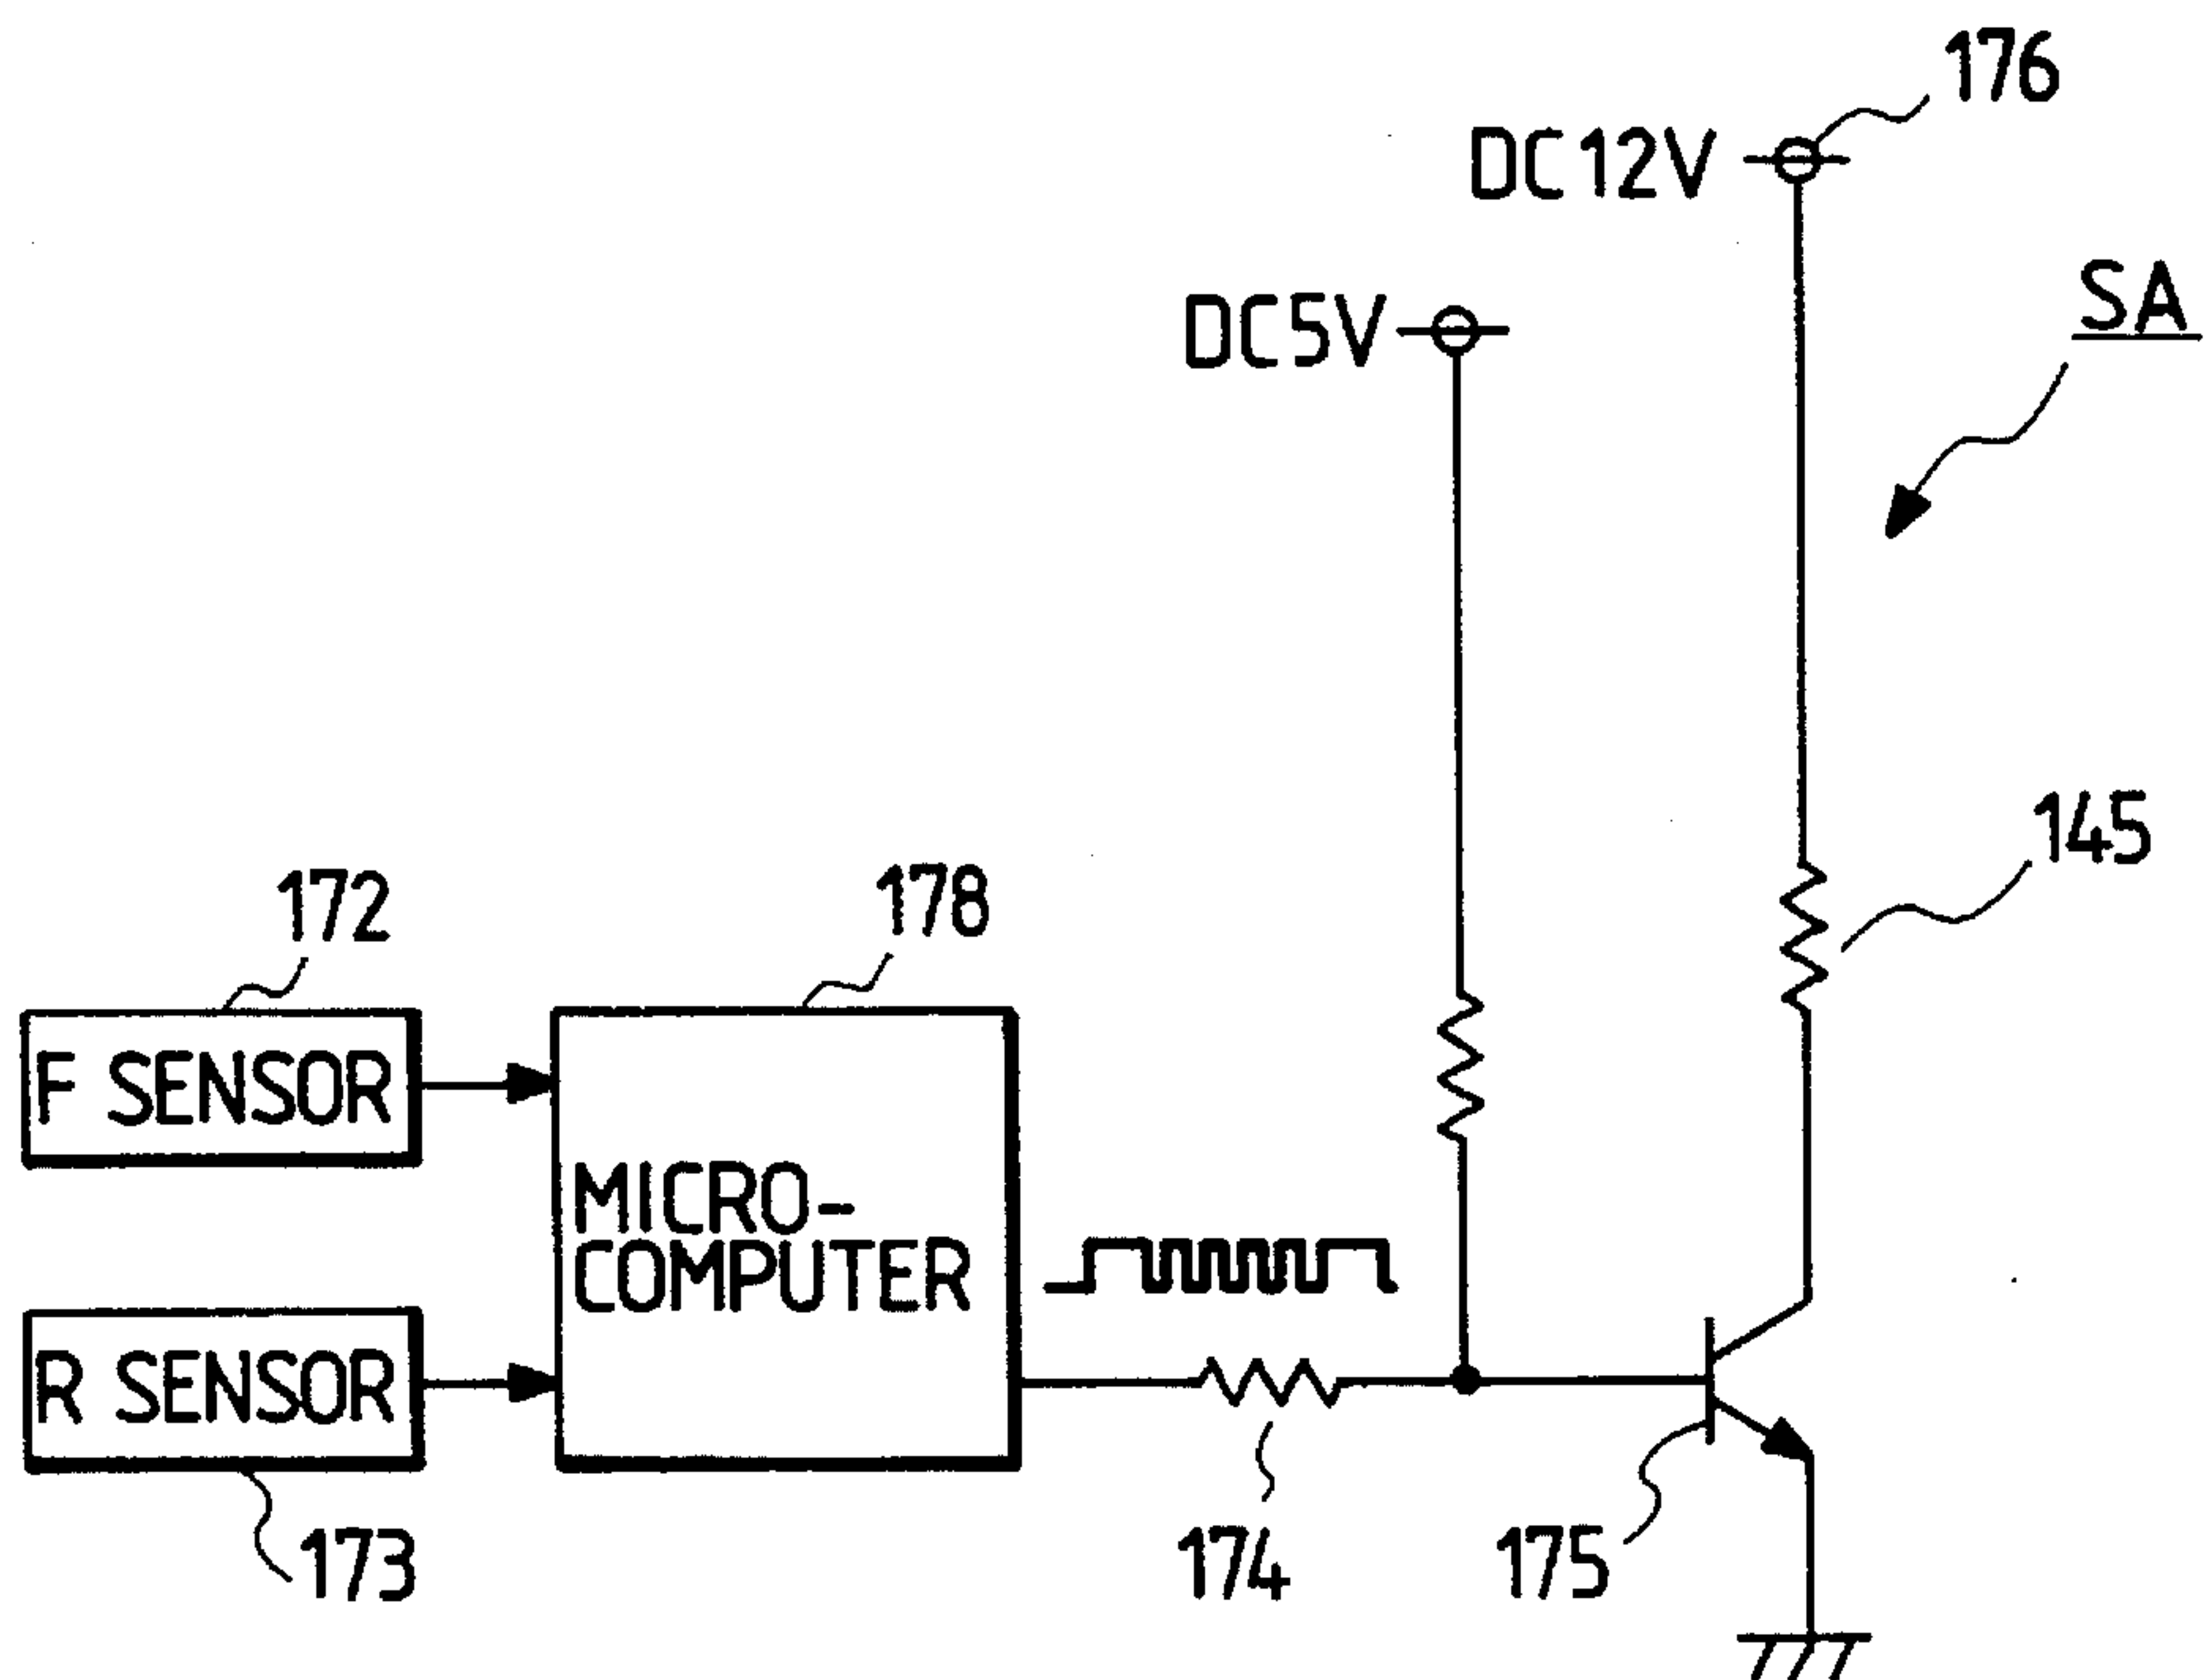 176
DC12V
SA
DC5V
145
172
178
F SENSOR
MICRO-
COMPUTER
R SENSOR
173
174
175